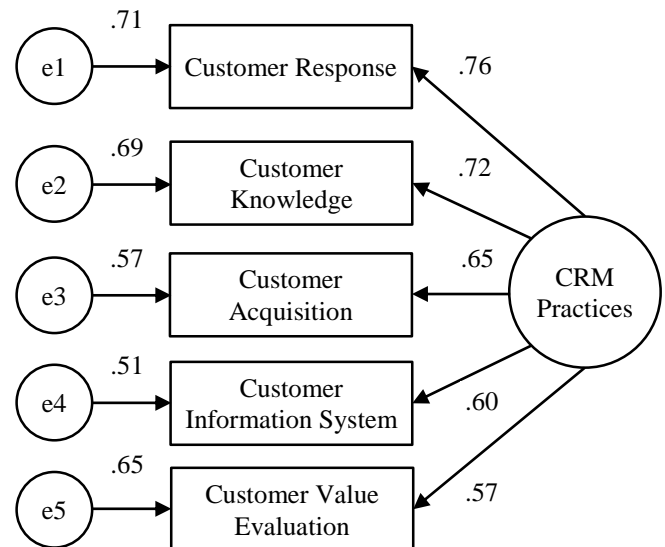 .71
e1
Customer Response
.76
.69
e2
Customer
Knowledge
.72
.57
e3
Customer
Acquisition
.65
CRM
Practices
.51
e4
Customer
Information System
.60
.65
e5
Customer Value
Evaluation
.57